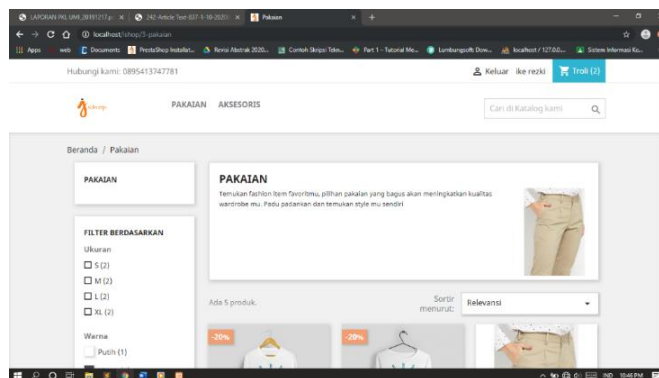 LAPORAN PKL UMI_28191217.p
242-Article Text-837-1-10-2020
Pakaian
localhost/shop/3-pakaian
Apps
web
Documents
PrestaShop Installat...
Revisi Abstrak 2020...
Contoh Skripsi Tekn...
Part 1 - Tutorial Me...
Lambungsoft: Dow...
localhost / 127.0.0...
Sistem Informasi Ko...
Hubungi kami: 0895413747781
Keluar ike rezki Troli (2)
PAKAIAN AKSESORIS
Cari di Katalog kami
Beranda / Pakaian
PAKAIAN
PAKAIAN
Temukan fashion item favoritmu, pilihan pakaian yang bagus akan meningkatkan kualitas
wardrobe mu. Padu padankan dan temukan style mu sendiri
FILTER BERDASARKAN
Ukuran
S (2)
M (2)
L (2)
XL (2)
Warna
Putih (1)
Ada 5 produk.
Sortir
menurut:
Relevansi
-20%
-20%
IND 10:46 PM